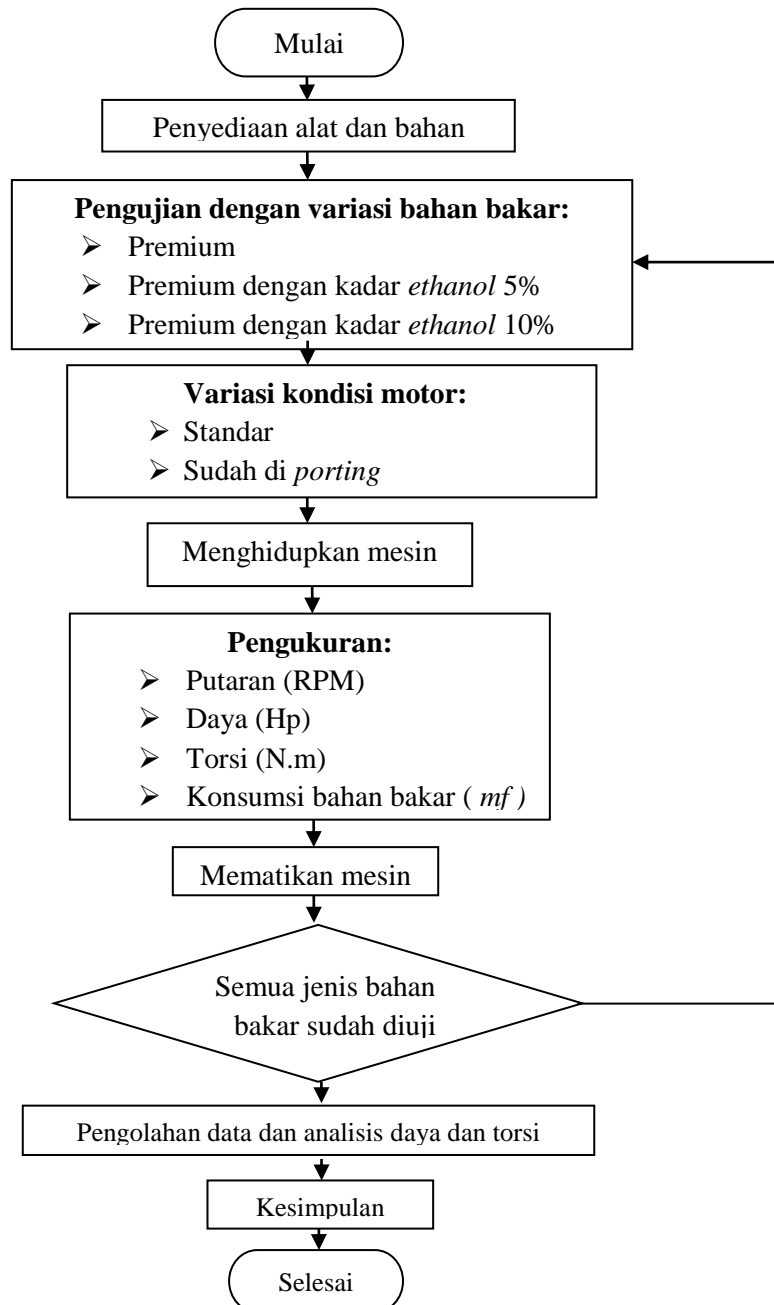 Mulai
Penyediaan alat dan bahan
Pengujian dengan variasi bahan bakar:
➢ Premium
➢ Premium dengan kadar ethanol 5%
➢ Premium dengan kadar ethanol 10%
Variasi kondisi motor:
➢ Standar
➢ Sudah di porting
Menghidupkan mesin
Pengukuran:
➢ Putaran (RPM)
➢ Daya (Hp)
➢ Torsi (N.m)
➢ Konsumsi bahan bakar ( mf )
Mematikan mesin
Semua jenis bahan
bakar sudah diuji
Pengolahan data dan analisis daya dan torsi
Kesimpulan
Selesai